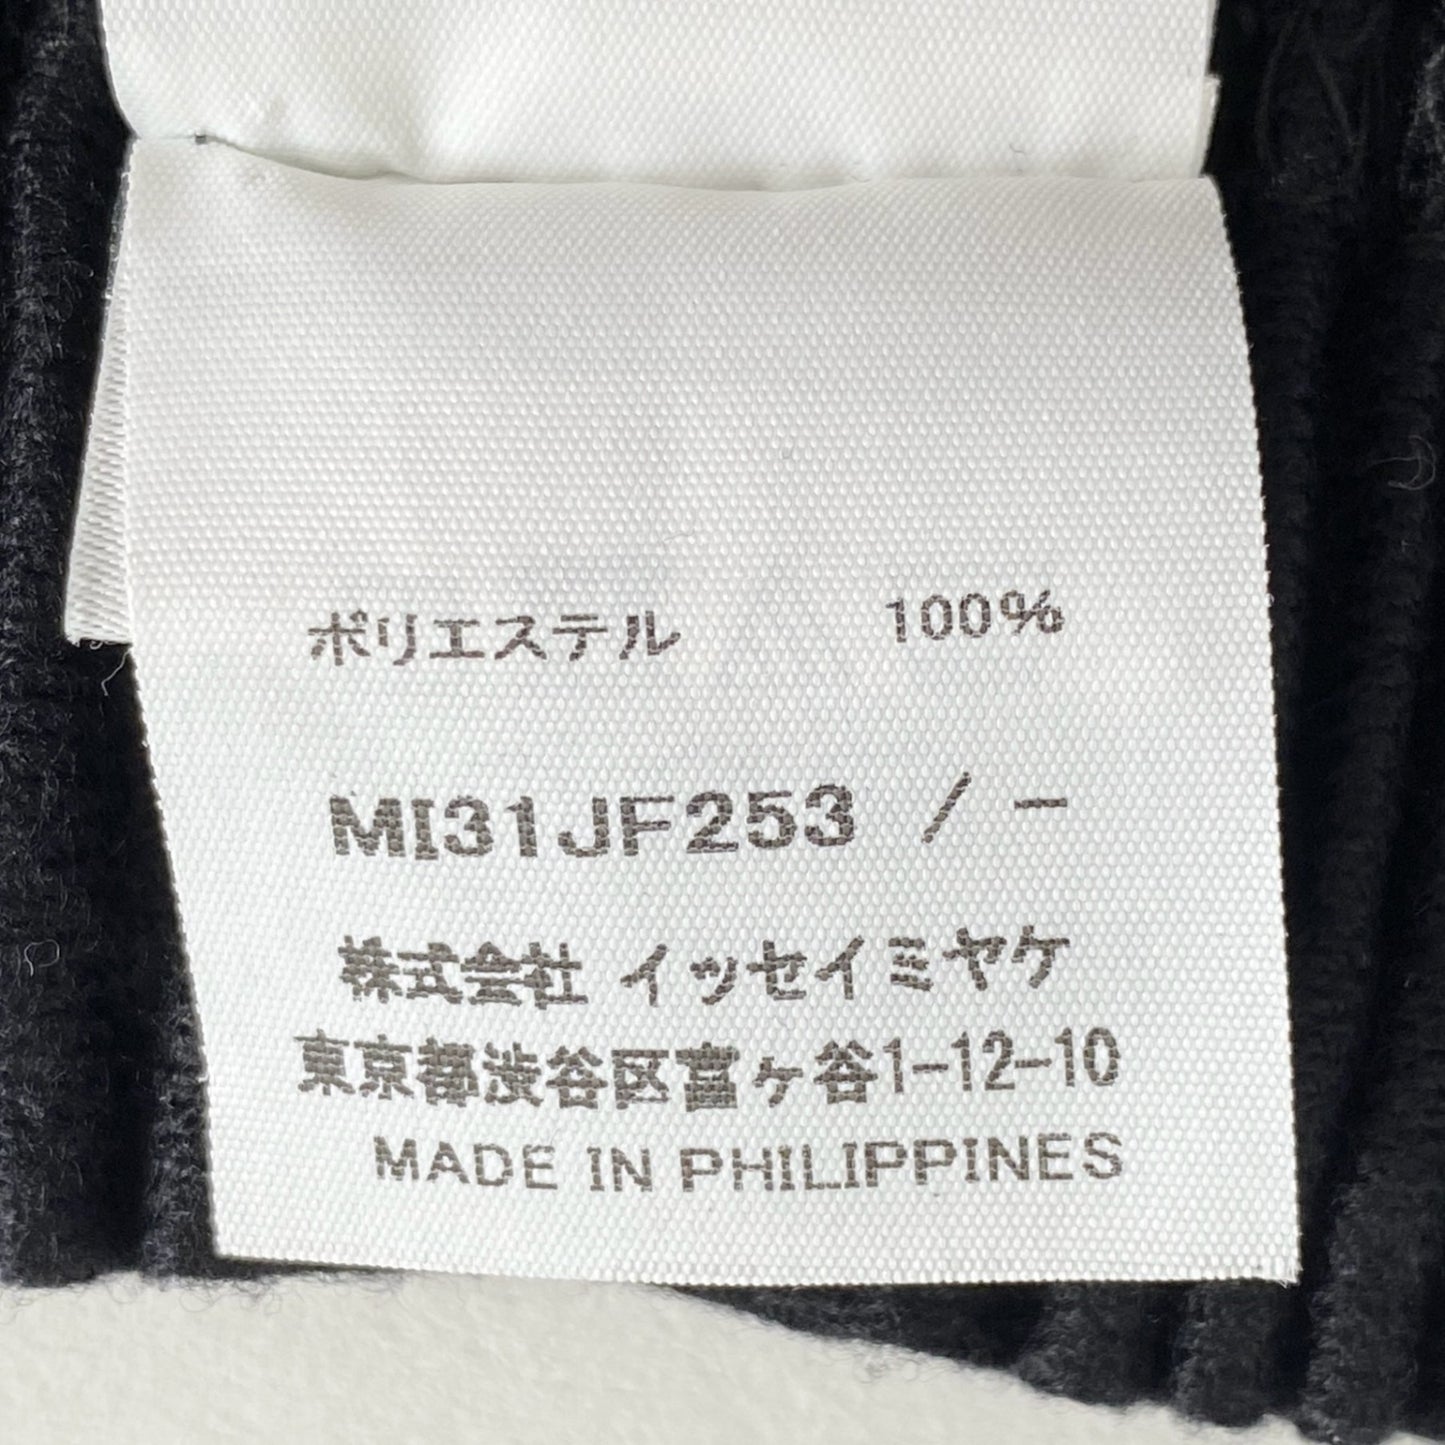 ポリエステル 100%
MI31JF253 / -
株式会社 イッセイミヤケ
東京都渋谷区富ヶ谷1-12-10
MADE IN PHILIPPINES